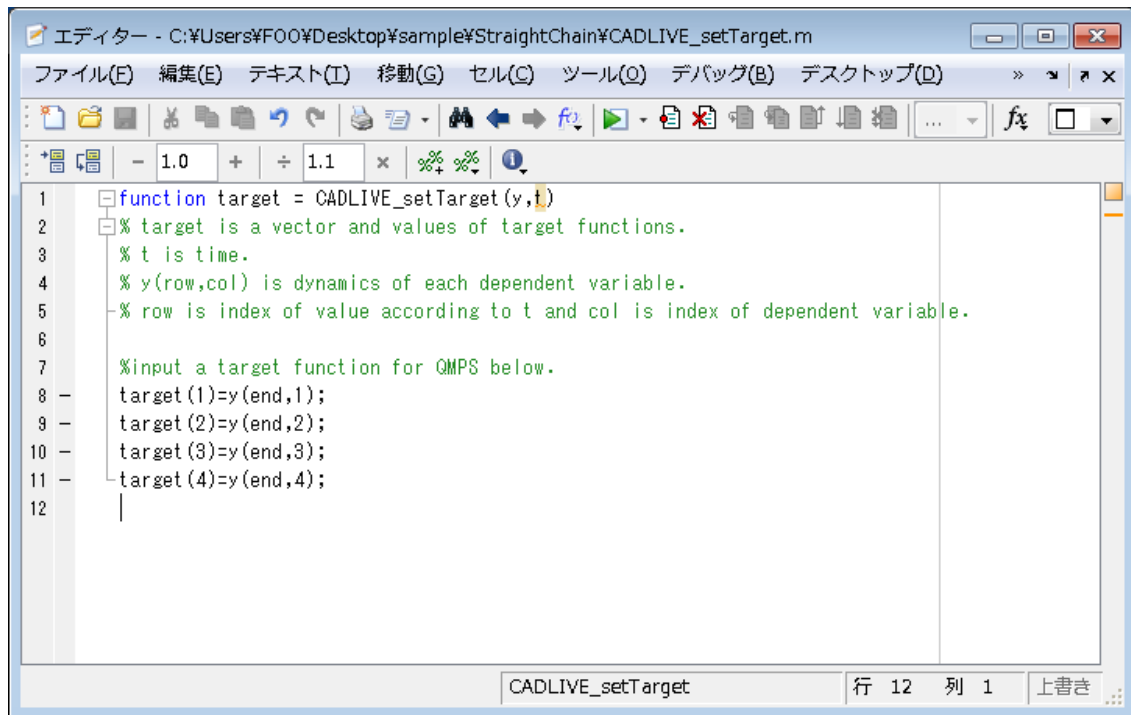 エディター - C:¥Users¥FOO¥Desktop¥sample¥StraightChain¥CADLIVE_setTarget.m
ファイル(F) 編集(E) テキスト(T) 移動(G) セル(C) ツール(O) デバッグ(B) デスクトップ(D) »
... fx
- 1.0 + ÷ 1.1 ×
1 function target = CADLIVE_setTarget(y,t)
2 % target is a vector and values of target functions.
3 % t is time.
4 % y(row,col) is dynamics of each dependent variable.
5 % row is index of value according to t and col is index of dependent variable.
6
7 %input a target function for QMPS below.
8 - target(1)=y(end,1);
9 - target(2)=y(end,2);
10 - target(3)=y(end,3);
11 - target(4)=y(end,4);
12
CADLIVE_setTarget 行 12 列 1 上書き